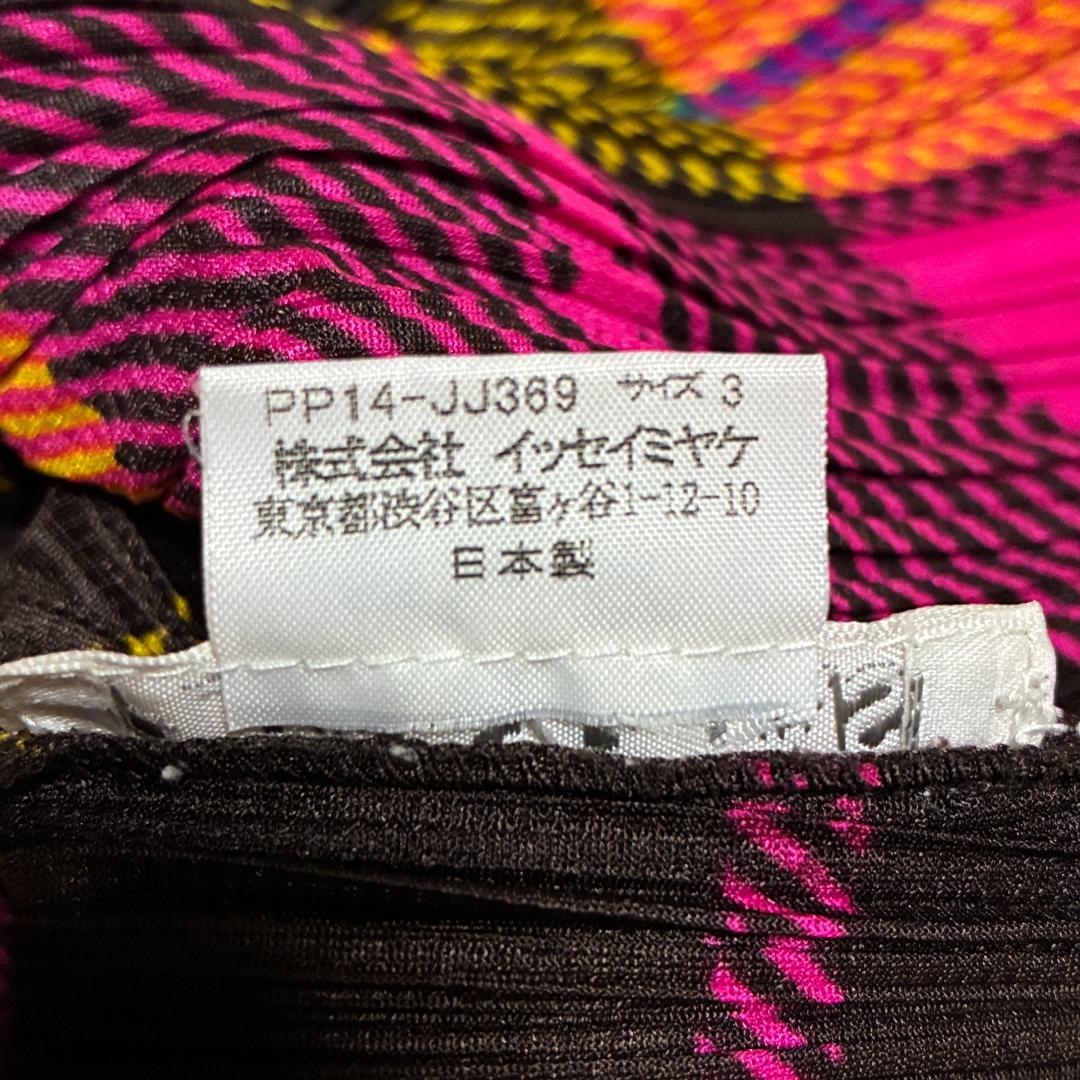 PP14-JJ369 サイズ 3
株式会社 イッセイミヤケ
東京都渋谷区富ヶ谷1-12-10
日本製